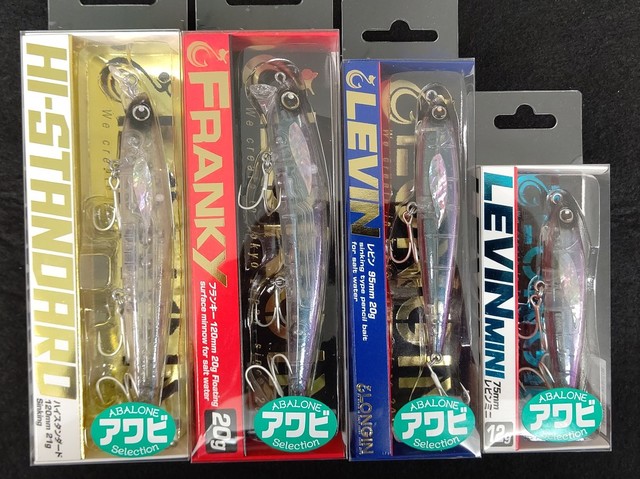 HI-STANDARD
ハイスタンダード
120mm 21g
Sinking
ABALONE
アワビ
Selection
FRANKY
フランキー 120mm 20g Floating
surface minnow for salt water
20g
ABALONE
アワビ
Selection
LEVIN
レビン 95mm 20g
sinking type pencil bait
for salt water
LONGIN
ABALONE
アワビ
Selection
LEVIN MINI
75mm
レビンミニ
12g
ABALONE
アワビ
Selection